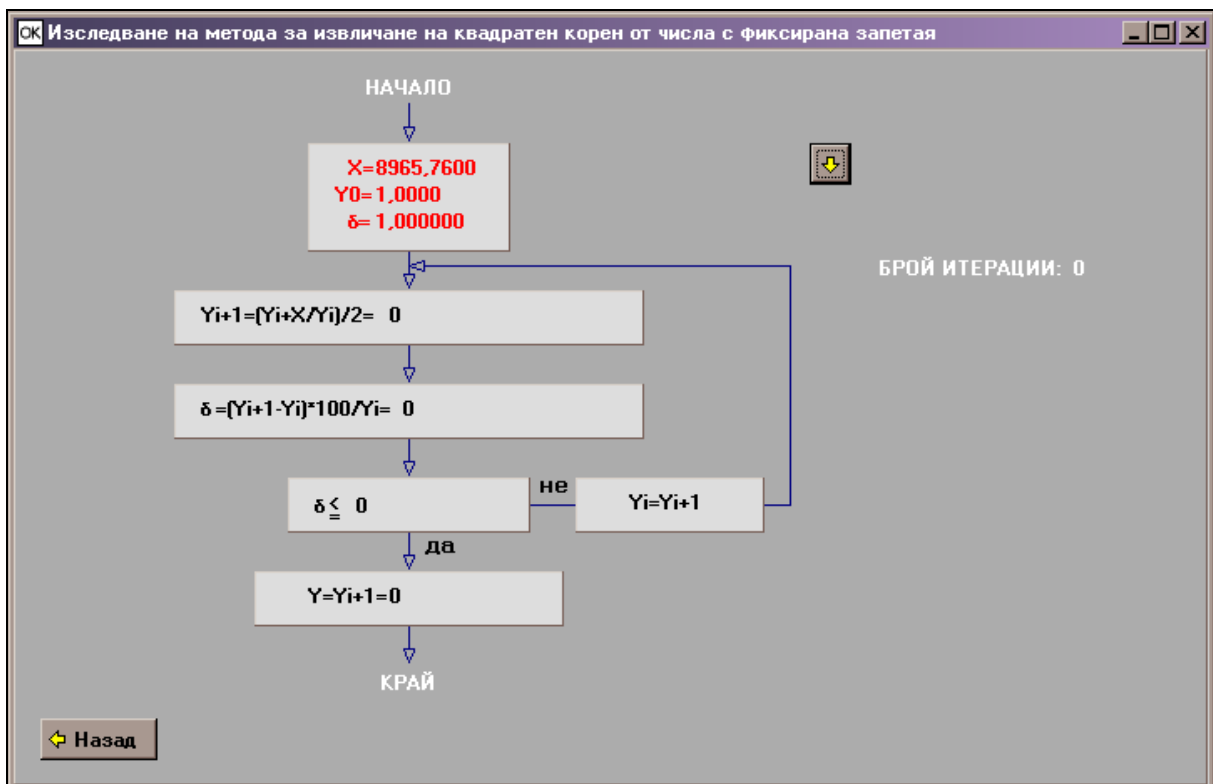 OK Изследване на метода за извличане на квадратен корен от числа с фиксирана запетая
НАЧАЛО
X=8965,7600
Y0=1,0000
δ=1,000000
БРОЙ ИТЕРАЦИИ: 0
Yi+1=(Yi+X/Yi)/2= 0
δ=(Yi+1-Yi)*100/Yi= 0
δ≦ 0
не
Yi=Yi+1
да
Y=Yi+1=0
КРАЙ
Назад